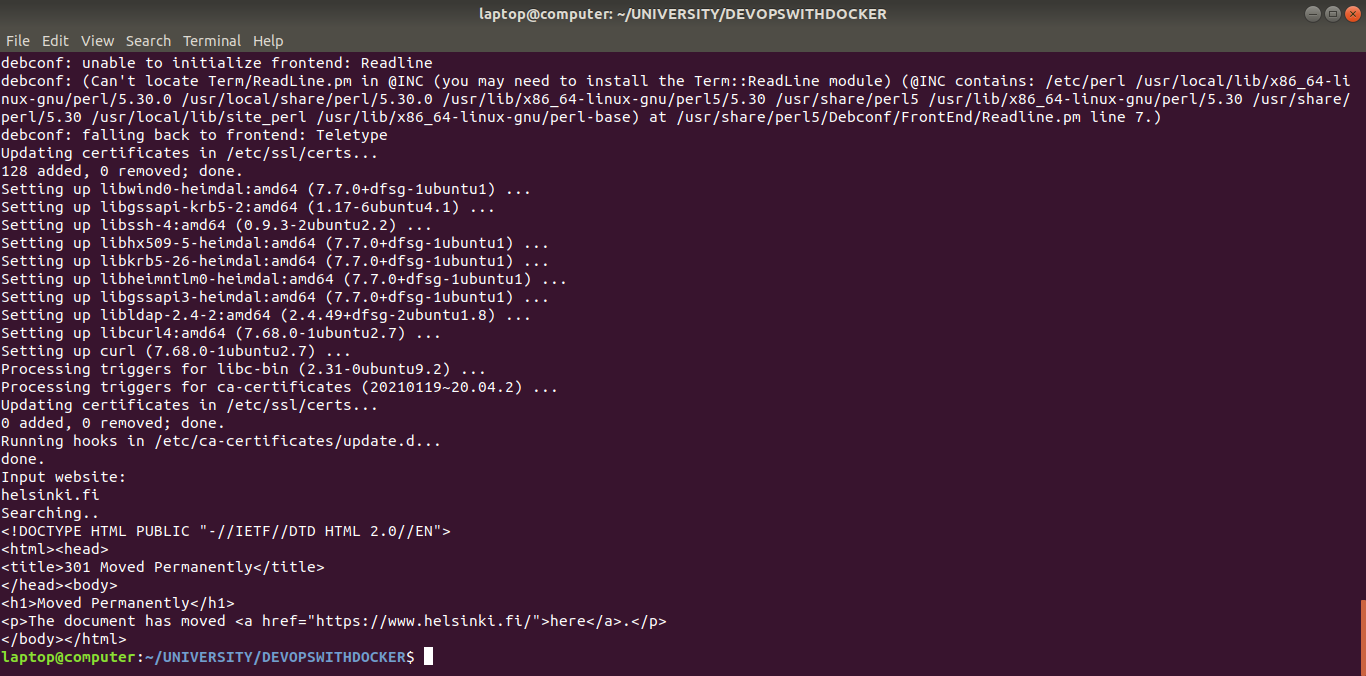 laptop@computer: ~/UNIVERSITY/DEVOPSWITHDOCKER
File Edit View Search Terminal Help
debconf: unable to initialize frontend: Readline
debconf: (Can't locate Term/ReadLine.pm in @INC (you may need to install the Term::ReadLine module) (@INC contains: /etc/perl /usr/local/lib/x86_64-li
nux-gnu/perl/5.30.0 /usr/local/share/perl/5.30.0 /usr/lib/x86_64-linux-gnu/perl5/5.30 /usr/share/perl5 /usr/lib/x86_64-linux-gnu/perl/5.30 /usr/share/
perl/5.30 /usr/local/lib/site_perl /usr/lib/x86_64-linux-gnu/perl-base) at /usr/share/perl5/Debconf/FrontEnd/Readline.pm line 7.)
debconf: falling back to frontend: Teletype
Updating certificates in /etc/ssl/certs...
128 added, 0 removed; done.
Setting up libwind0-heimdal:amd64 (7.7.0+dfsg-1ubuntu1) ...
Setting up libgssapi-krb5-2:amd64 (1.17-6ubuntu4.1) ...
Setting up libssh-4:amd64 (0.9.3-2ubuntu2.2) ...
Setting up libhx509-5-heimdal:amd64 (7.7.0+dfsg-1ubuntu1) ...
Setting up libkrb5-26-heimdal:amd64 (7.7.0+dfsg-1ubuntu1) ...
Setting up libheimntlm0-heimdal:amd64 (7.7.0+dfsg-1ubuntu1) ...
Setting up libgssapi3-heimdal:amd64 (7.7.0+dfsg-1ubuntu1) ...
Setting up libldap-2.4-2:amd64 (2.4.49+dfsg-2ubuntu1.8) ...
Setting up libcurl4:amd64 (7.68.0-1ubuntu2.7) ...
Setting up curl (7.68.0-1ubuntu2.7) ...
Processing triggers for libc-bin (2.31-0ubuntu9.2) ...
Processing triggers for ca-certificates (20210119~20.04.2) ...
Updating certificates in /etc/ssl/certs...
0 added, 0 removed; done.
Running hooks in /etc/ca-certificates/update.d...
done.
Input website:
helsinki.fi
Searching..
<!DOCTYPE HTML PUBLIC "-//IETF//DTD HTML 2.0//EN">
<html><head>
<title>301 Moved Permanently</title>
</head><body>
<h1>Moved Permanently</h1>
<p>The document has moved <a href="https://www.helsinki.fi/">here</a>.</p>
</body></html>
laptop@computer:~/UNIVERSITY/DEVOPSWITHDOCKER$